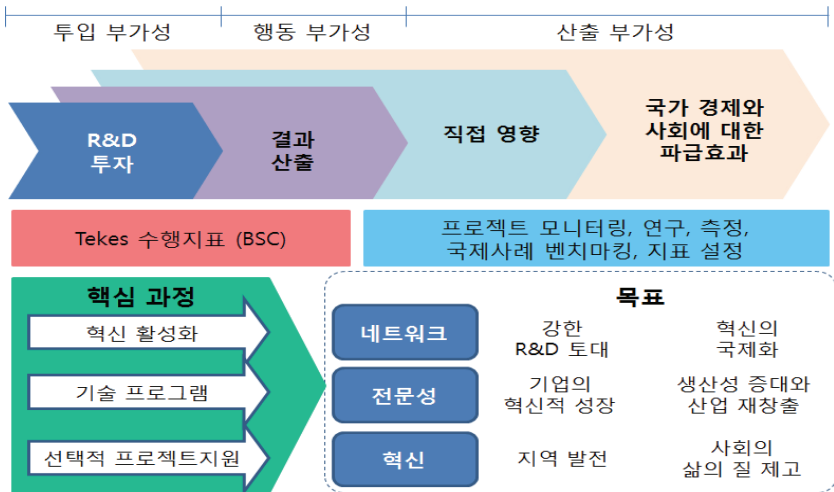 투입 부가성
행동 부가성
산출 부가성
R&D
투자
결과
산출
직접 영향
국가 경제와
사회에 대한
파급효과
Tekes 수행지표 (BSC)
프로젝트 모니터링, 연구, 측정,
국제사례 벤치마킹, 지표 설정
핵심 과정
혁신 활성화
기술 프로그램
선택적 프로젝트지원
목표
네트워크
강한
R&D 토대
혁신의
국제화
전문성
기업의
혁신적 성장
생산성 증대와
산업 재창출
혁신
지역 발전
사회의
삶의 질 제고